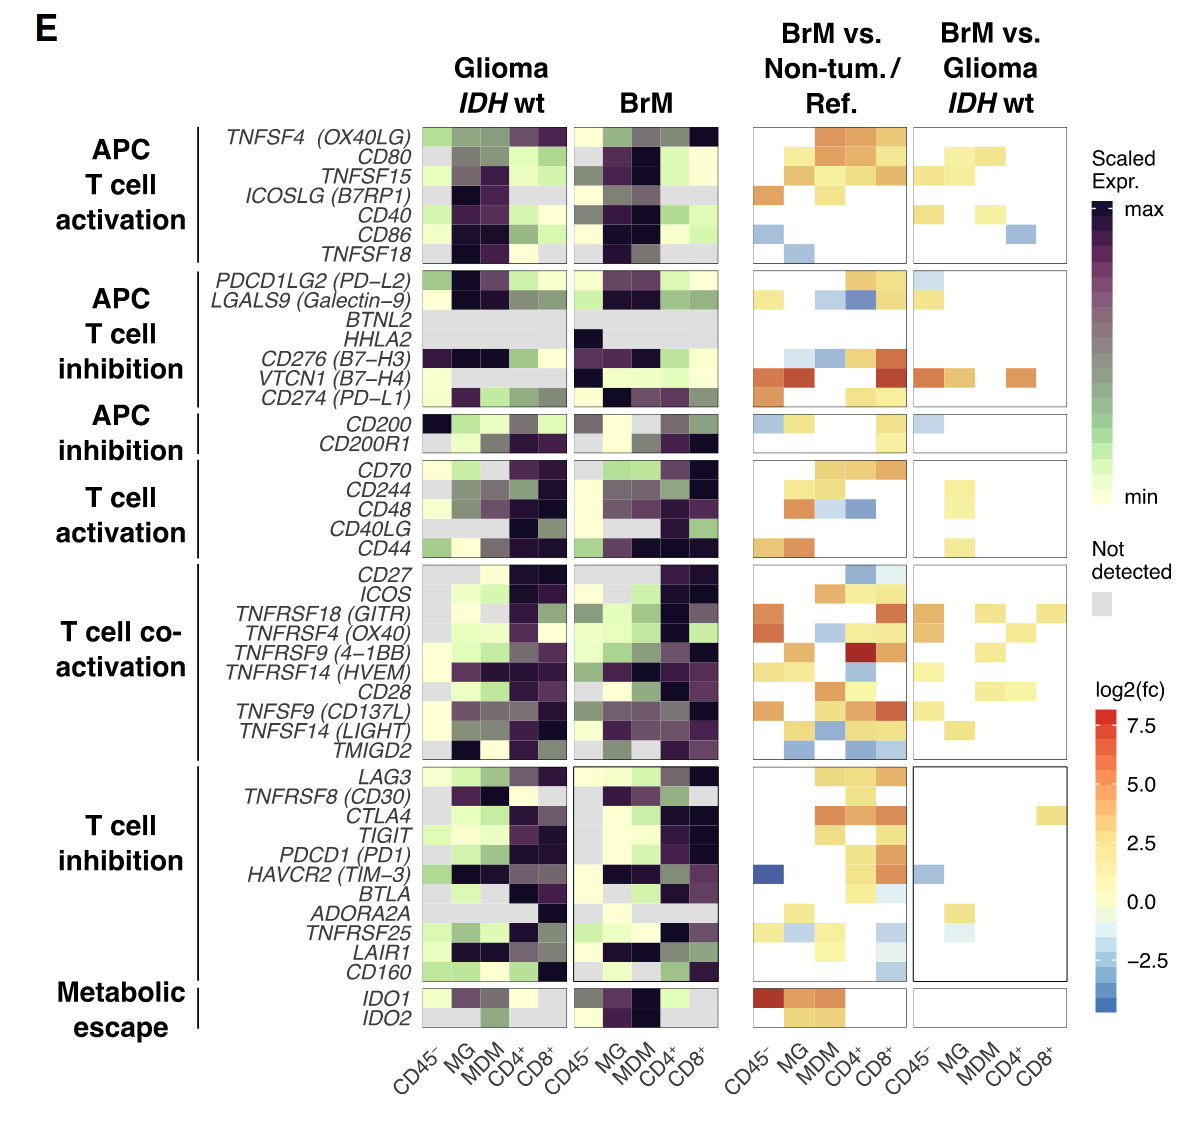 E
Glioma
IDH wt
BrM
BrM vs.
Non-tum./
Ref.
BrM vs.
Glioma
IDH wt
APC
T cell
activation
TNFSF4 (OX40LG)
CD80
TNFSF15
ICOSLG (B7RP1)
CD40
CD86
TNFSF18
APC
T cell
inhibition
PDCD1LG2 (PD−L2)
LGALS9 (Galectin−9)
BTNL2
HHLA2
CD276 (B7−H3)
VTCN1 (B7−H4)
CD274 (PD−L1)
APC
inhibition
CD200
CD200R1
T cell
activation
CD70
CD244
CD48
CD40LG
CD44
T cell co-
activation
CD27
ICOS
TNFRSF18 (GITR)
TNFRSF4 (OX40)
TNFRSF9 (4−1BB)
TNFRSF14 (HVEM)
CD28
TNFSF9 (CD137L)
TNFSF14 (LIGHT)
TMIGD2
T cell
inhibition
LAG3
TNFRSF8 (CD30)
CTLA4
TIGIT
PDCD1 (PD1)
HAVCR2 (TIM−3)
BTLA
ADORA2A
TNFRSF25
LAIR1
CD160
Metabolic
escape
IDO1
IDO2
CD45⁻ MG MDM CD4⁺ CD8⁺ CD45⁻ MG MDM CD4⁺ CD8⁺ CD45⁻ MG MDM CD4⁺ CD8⁺ CD45⁻ MG MDM CD4⁺ CD8⁺
Scaled
Expr.
max
min
Not
detected
log2(fc)
7.5
5.0
2.5
0.0
−2.5